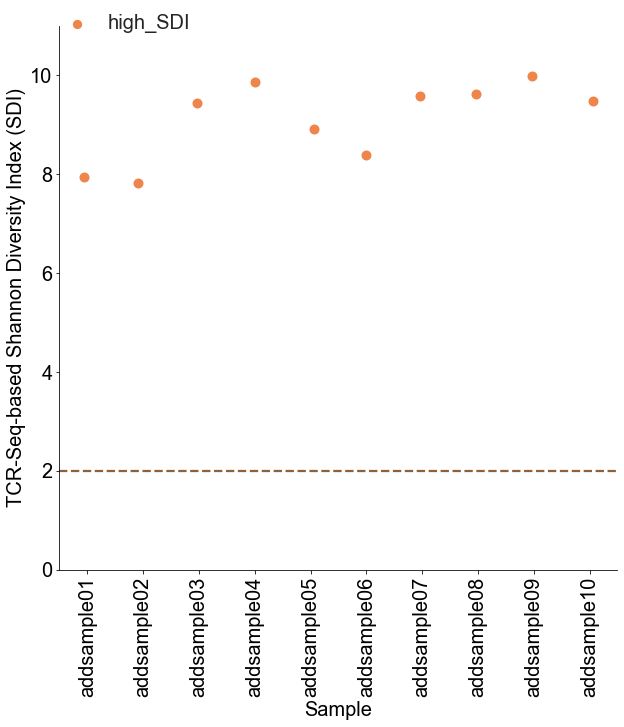 high_SDI
TCR-Seq-based Shannon Diversity Index (SDI)
10
8
6
4
2
0
addsample01
addsample02
addsample03
addsample04
addsample05
addsample06
addsample07
addsample08
addsample09
addsample10
Sample